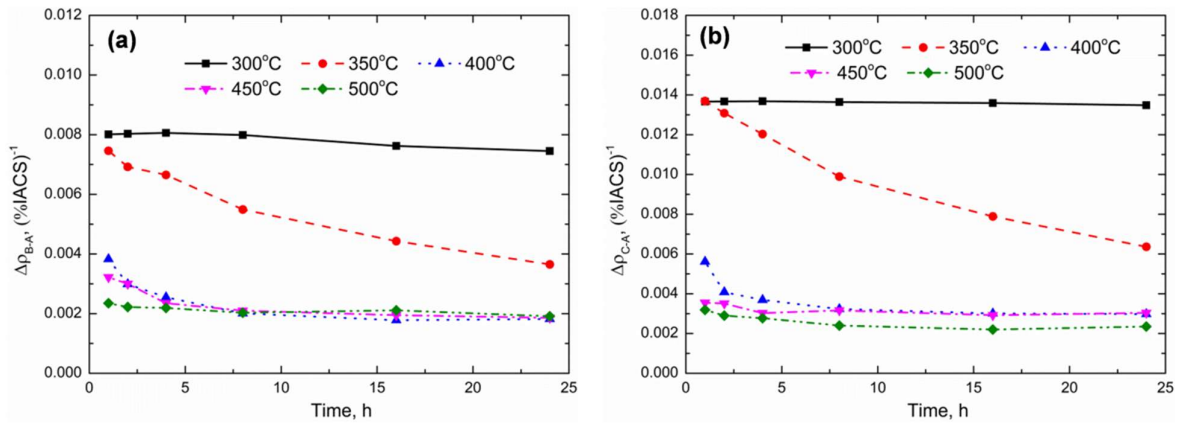 (a)
300°C 350°C 400°C
450°C 500°C
0.012
0.010
0.008
0.006
0.004
0.002
0.000
ΔρB-A, (%IACS)-1
0 5 10 15 20 25
Time, h
(b)
300°C 350°C 400°C
450°C 500°C
0.018
0.016
0.014
0.012
0.010
0.008
0.006
0.004
0.002
0.000
ΔρC-A, (%IACS)-1
0 5 10 15 20 25
Time, h